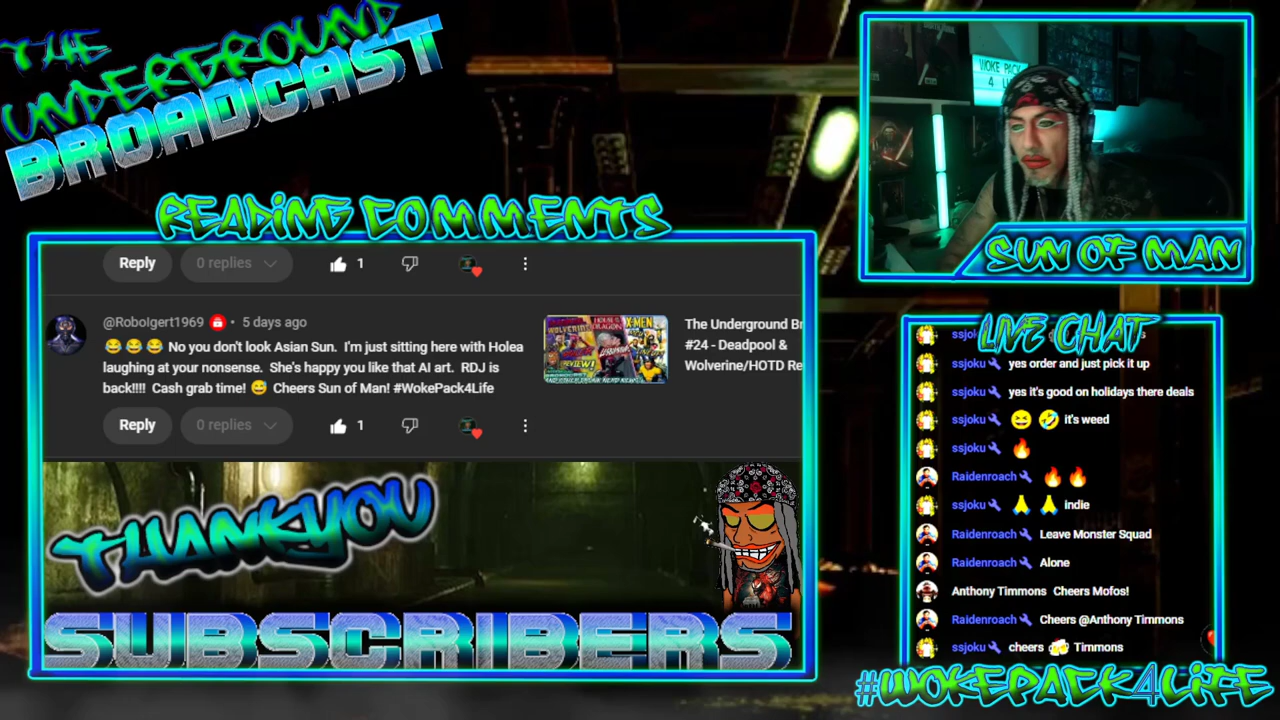 THE
UNDERGROUND
BROADCAST
READING COMMENTS
Reply 0 replies 1
@RoboIgert1969 • 5 days ago
😂 😂 😂 No you don't look Asian Sun. I'm just sitting here with Holea
laughing at your nonsense. She's happy you like that AI art. RDJ is
back!!!! Cash grab time! 😅 Cheers Sun of Man! #WokePack4Life
Reply 0 replies 1
The Underground Br
#24 - Deadpool &
Wolverine/HOTD Re
THANKYOU
SUBSCRIBERS
WOKE PACK
4 LI
SUN OF MAN
LIVE CHAT
ssjoku yes order and just pick it up
ssjoku yes it's good on holidays there deals
ssjoku 😆 🤣 it's weed
ssjoku 🔥
Raidenroach 🔥 🔥
ssjoku 🙏 🙏 indie
Raidenroach Leave Monster Squad
Raidenroach Alone
Anthony Timmons Cheers Mofos!
Raidenroach Cheers @Anthony Timmons
ssjoku cheers 🍻 Timmons
#WOKEPACK4LIFE